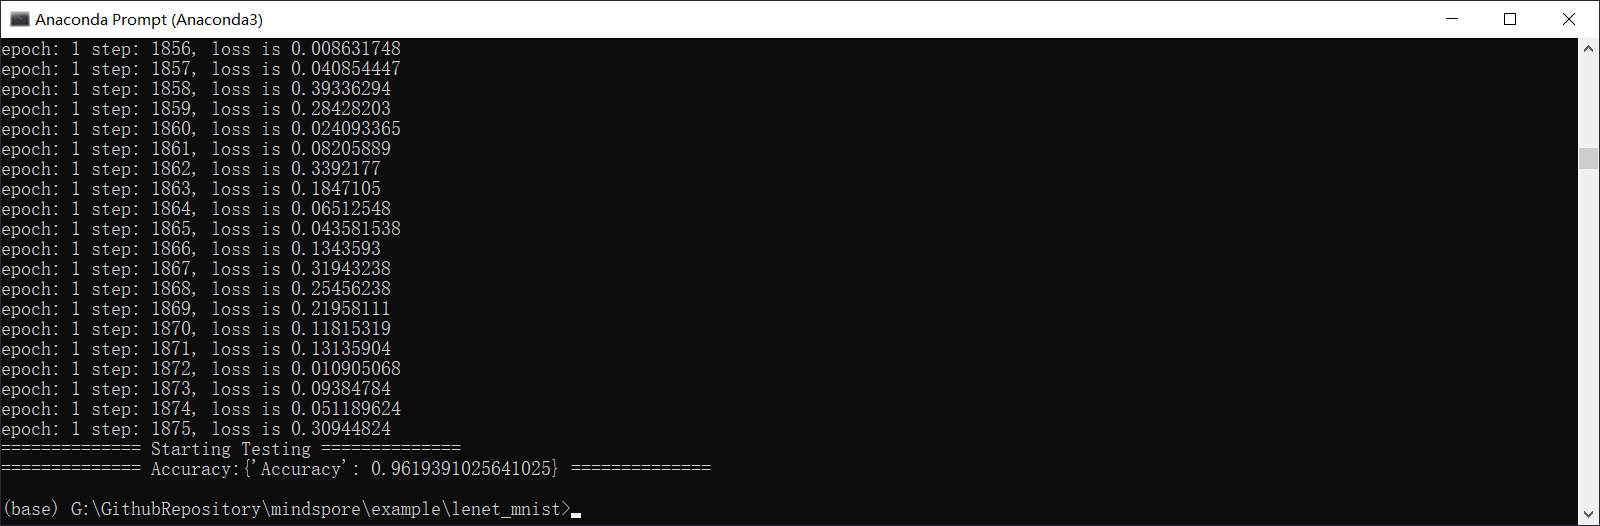 Anaconda Prompt (Anaconda3)
epoch: 1 step: 1856, loss is 0.008631748
epoch: 1 step: 1857, loss is 0.040854447
epoch: 1 step: 1858, loss is 0.39336294
epoch: 1 step: 1859, loss is 0.28428203
epoch: 1 step: 1860, loss is 0.024093365
epoch: 1 step: 1861, loss is 0.08205889
epoch: 1 step: 1862, loss is 0.3392177
epoch: 1 step: 1863, loss is 0.1847105
epoch: 1 step: 1864, loss is 0.06512548
epoch: 1 step: 1865, loss is 0.043581538
epoch: 1 step: 1866, loss is 0.1343593
epoch: 1 step: 1867, loss is 0.31943238
epoch: 1 step: 1868, loss is 0.25456238
epoch: 1 step: 1869, loss is 0.21958111
epoch: 1 step: 1870, loss is 0.11815319
epoch: 1 step: 1871, loss is 0.13135904
epoch: 1 step: 1872, loss is 0.010905068
epoch: 1 step: 1873, loss is 0.09384784
epoch: 1 step: 1874, loss is 0.051189624
epoch: 1 step: 1875, loss is 0.30944824
============== Starting Testing ==============
============== Accuracy:{'Accuracy': 0.9619391025641025} ==============
(base) G:\GithubRepository\mindspore\example\lenet_mnist>